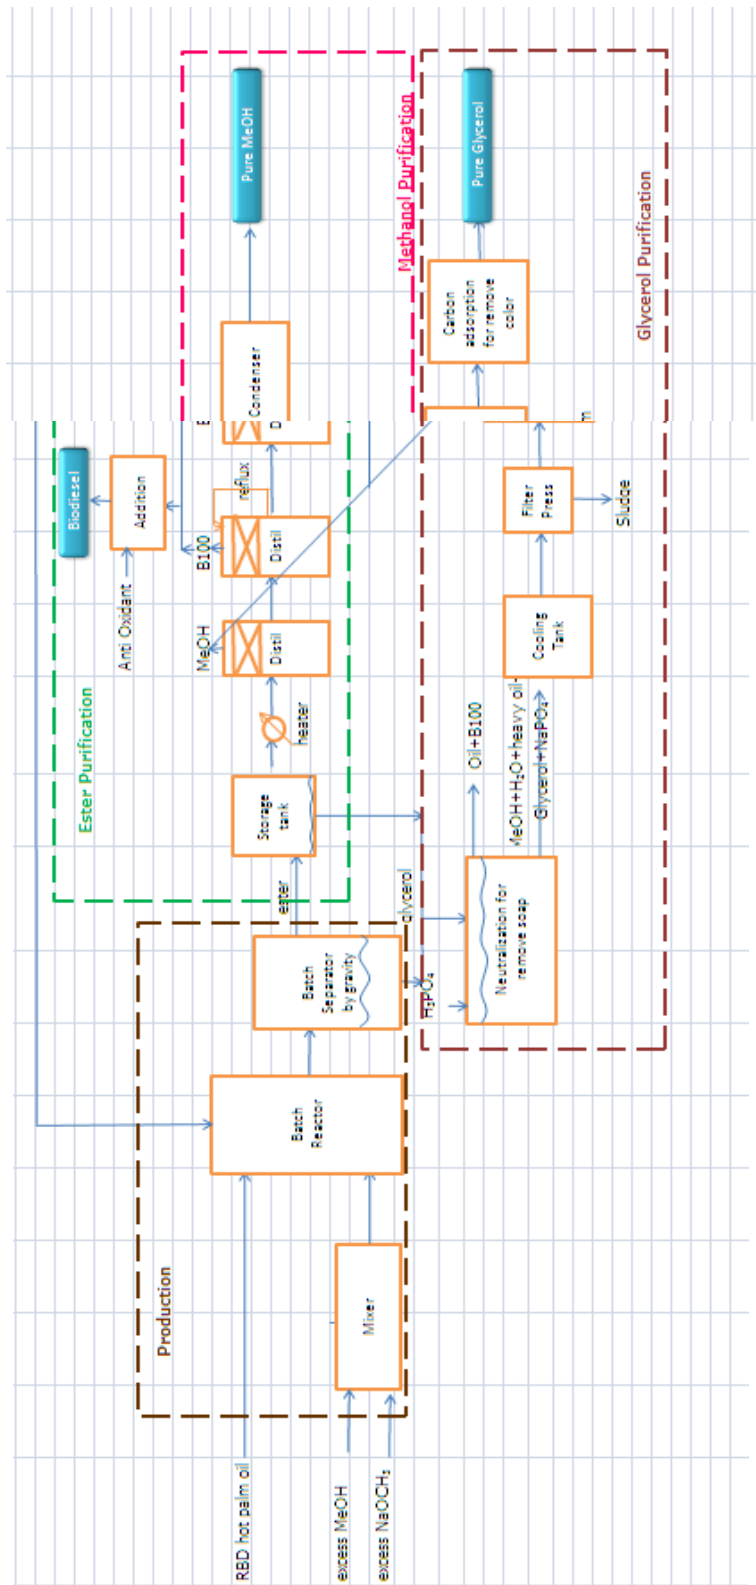 RBD hot palm oil
excess MeOH
excess NaOCH₃
Production
Mixer
Batch
Reactor
Batch
Separator
by gravity
ester
glycerol
H₃PO₄
Ester Purification
Storage
tank
heater
Distil
MeOH
Distil
B100
reflux
Anti Oxidant
Addition
Biodiesel
Neutralization for
remove soap
Oil+B100
MeOH+H₂O+heavy oil-
Glycerol+NaPO₄
Cooling
Tank
Filter
Press
Sludge
Condenser
Pure MeOH
Methanol Purification
Carbon
adsorption
for remove
color
Pure Glycerol
Glycerol Purification